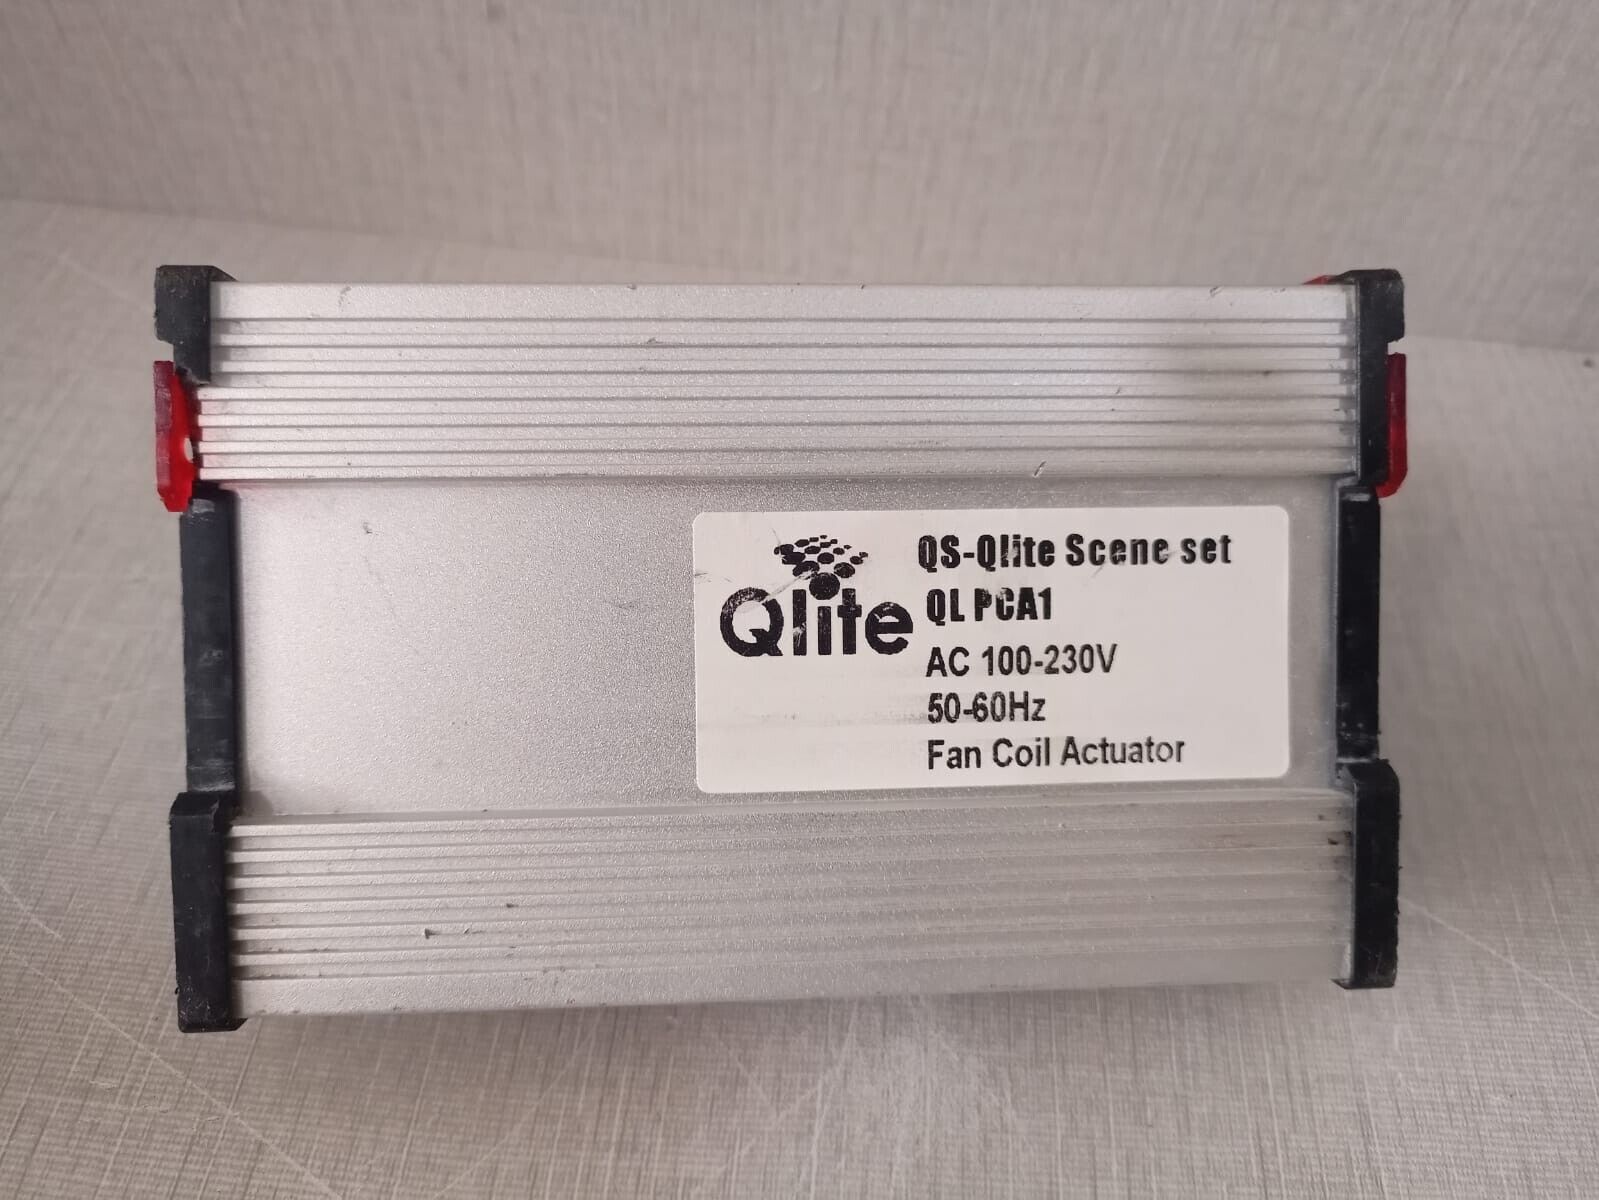 Qlite
QS-Qlite Scene set
QL PCA1
AC 100-230V
50-60Hz
Fan Coil Actuator